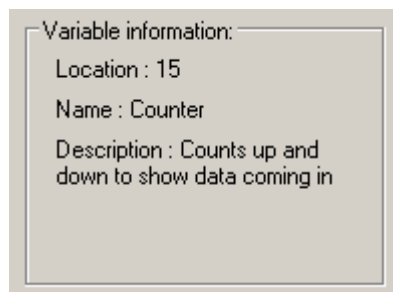 Variable information:
Location : 15
Name : Counter
Description : Counts up and
down to show data coming in